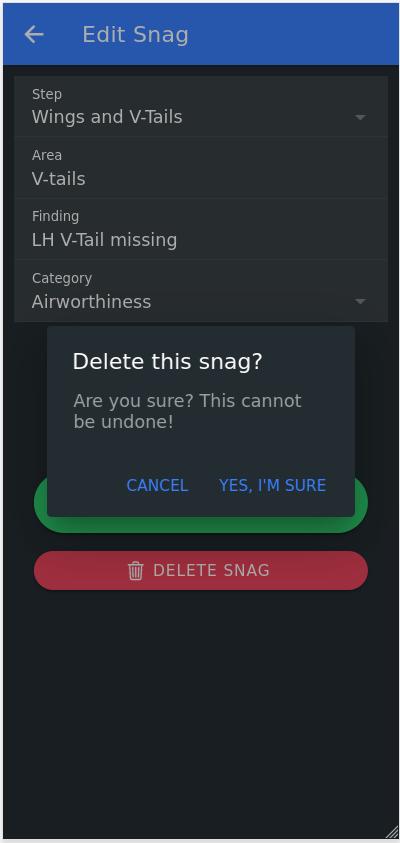 Edit Snag
Step
Wings and V-Tails
Area
V-tails
Finding
LH V-Tail missing
Category
Airworthiness
Delete this snag?
Are you sure? This cannot
be undone!
CANCEL YES, I'M SURE
DELETE SNAG